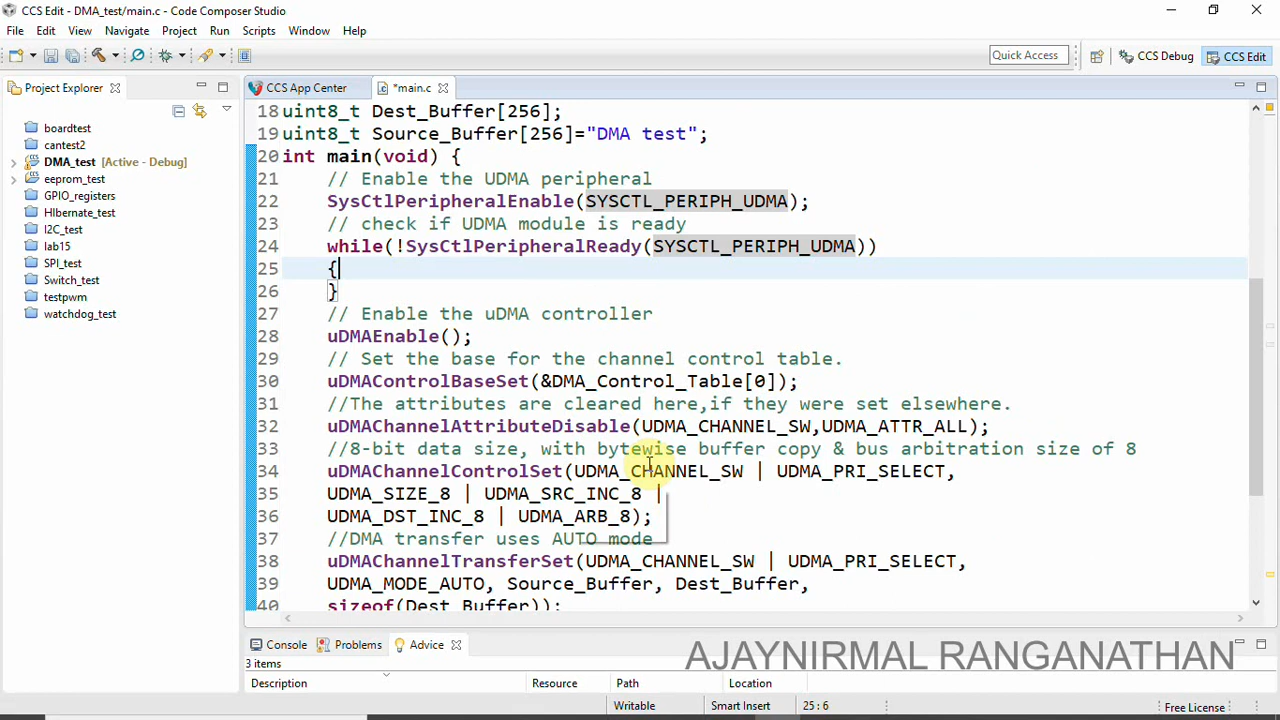 CCS Edit - DMA_test/main.c - Code Composer Studio
File Edit View Navigate Project Run Scripts Window Help
Quick Access
CCS Debug
CCS Edit
Project Explorer
CCS App Center
*main.c
boardtest
cantest2
DMA_test [Active - Debug]
eeprom_test
GPIO_registers
HIbernate_test
I2C_test
lab15
SPI_test
Switch_test
testpwm
watchdog_test
18 uint8_t Dest_Buffer[256];
19 uint8_t Source_Buffer[256]="DMA test";
20 int main(void) {
21 // Enable the UDMA peripheral
22 SysCtlPeripheralEnable(SYSCTL_PERIPH_UDMA);
23 // check if UDMA module is ready
24 while(!SysCtlPeripheralReady(SYSCTL_PERIPH_UDMA))
25 {
26 }
27 // Enable the uDMA controller
28 uDMAEnable();
29 // Set the base for the channel control table.
30 uDMAControlBaseSet(&DMA_Control_Table[0]);
31 //The attributes are cleared here,if they were set elsewhere.
32 uDMAChannelAttributeDisable(UDMA_CHANNEL_SW,UDMA_ATTR_ALL);
33 //8-bit data size, with bytewise buffer copy & bus arbitration size of 8
34 uDMAChannelControlSet(UDMA_CHANNEL_SW | UDMA_PRI_SELECT,
35 UDMA_SIZE_8 | UDMA_SRC_INC_8 |
36 UDMA_DST_INC_8 | UDMA_ARB_8);
37 //DMA transfer uses AUTO mode
38 uDMAChannelTransferSet(UDMA_CHANNEL_SW | UDMA_PRI_SELECT,
39 UDMA_MODE_AUTO, Source_Buffer, Dest_Buffer,
40 sizeof(Dest_Buffer));
Console
Problems
Advice
AJAYNIRMAL RANGANATHAN
3 items
Description
Resource
Path
Location
Writable
Smart Insert
25 : 6
Free License